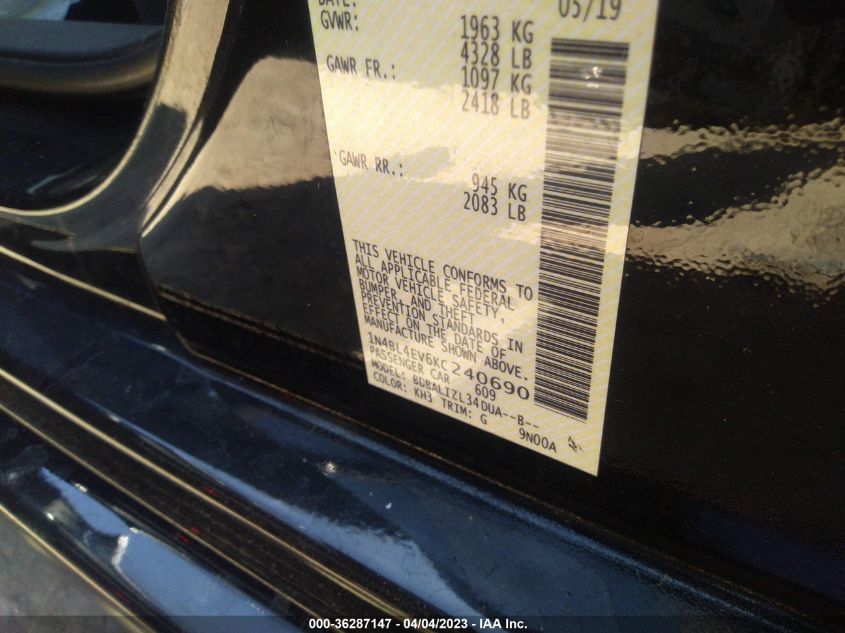 DATE: 05/19
GVWR: 1963 KG
4328 LB
GAWR FR.: 1097 KG
2418 LB
GAWR RR.: 945 KG
2083 LB
THIS VEHICLE CONFORMS TO
ALL APPLICABLE FEDERAL
MOTOR VEHICLE SAFETY,
BUMPER, AND THEFT
PREVENTION STANDARDS IN
EFFECT ON THE DATE OF
MANUFACTURE SHOWN ABOVE.
1N4BL4EV6KC240690
PASSENGER CAR 609
MODEL: BDBALIZL34DUA--B--
COLOR: KH3 TRIM: G 9N00A
000-36287147 - 04/04/2023 - IAA Inc.